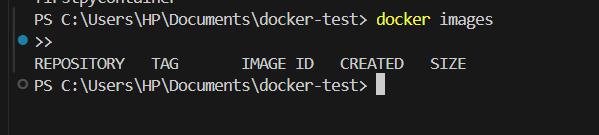 firstpycontainer
PS C:\Users\HP\Documents\docker-test> docker images
>>
REPOSITORY   TAG       IMAGE ID   CREATED   SIZE
PS C:\Users\HP\Documents\docker-test>